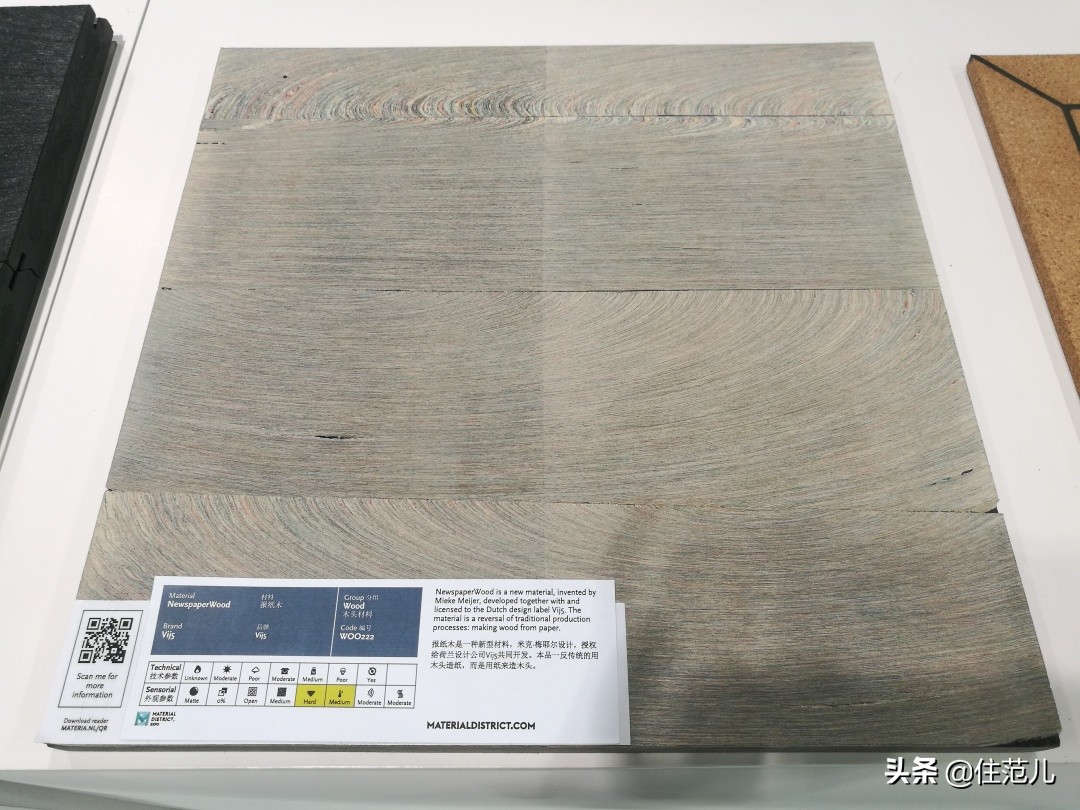 Material
材料
NewspaperWood
报纸木
Brand
品牌
Vij5
Vij5
Group 分组
Wood
木头材料
Code 编号
WOO222
NewspaperWood is a new material, invented by
Mieke Meijer, developed together with and
licensed to the Dutch design label Vij5. The
material is a reversal of traditional production
processes: making wood from paper.
报纸木是一种新型材料，米克·梅耶尔设计，授权
给荷兰设计公司Vij5共同开发。本品一反传统的用
木头造纸，而是用纸来造木头。
Technical
技术参数
Unknown Moderate Poor Moderate Medium Poor Yes
Sensorial
外观参数
Matte 0% Open Medium Hard Medium Moderate Moderate
Scan me for
more
information
Download reader
MATERIA.NL/QR
MATERIAL
DISTRICT.
EXPO
MATERIALDISTRICT.COM
头条 @住范儿